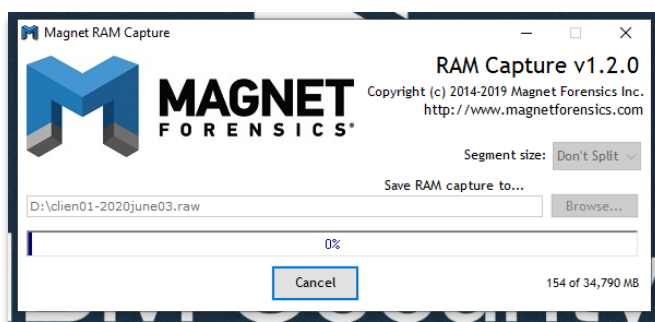 Magnet RAM Capture
RAM Capture v1.2.0
MAGNET
FORENSICS®
Copyright (c) 2014-2019 Magnet Forensics Inc.
http://www.magnetforensics.com
Segment size: Don't Split
Save RAM capture to...
D:\clien01-2020june03.raw Browse...
0%
Cancel 154 of 34,790 MB